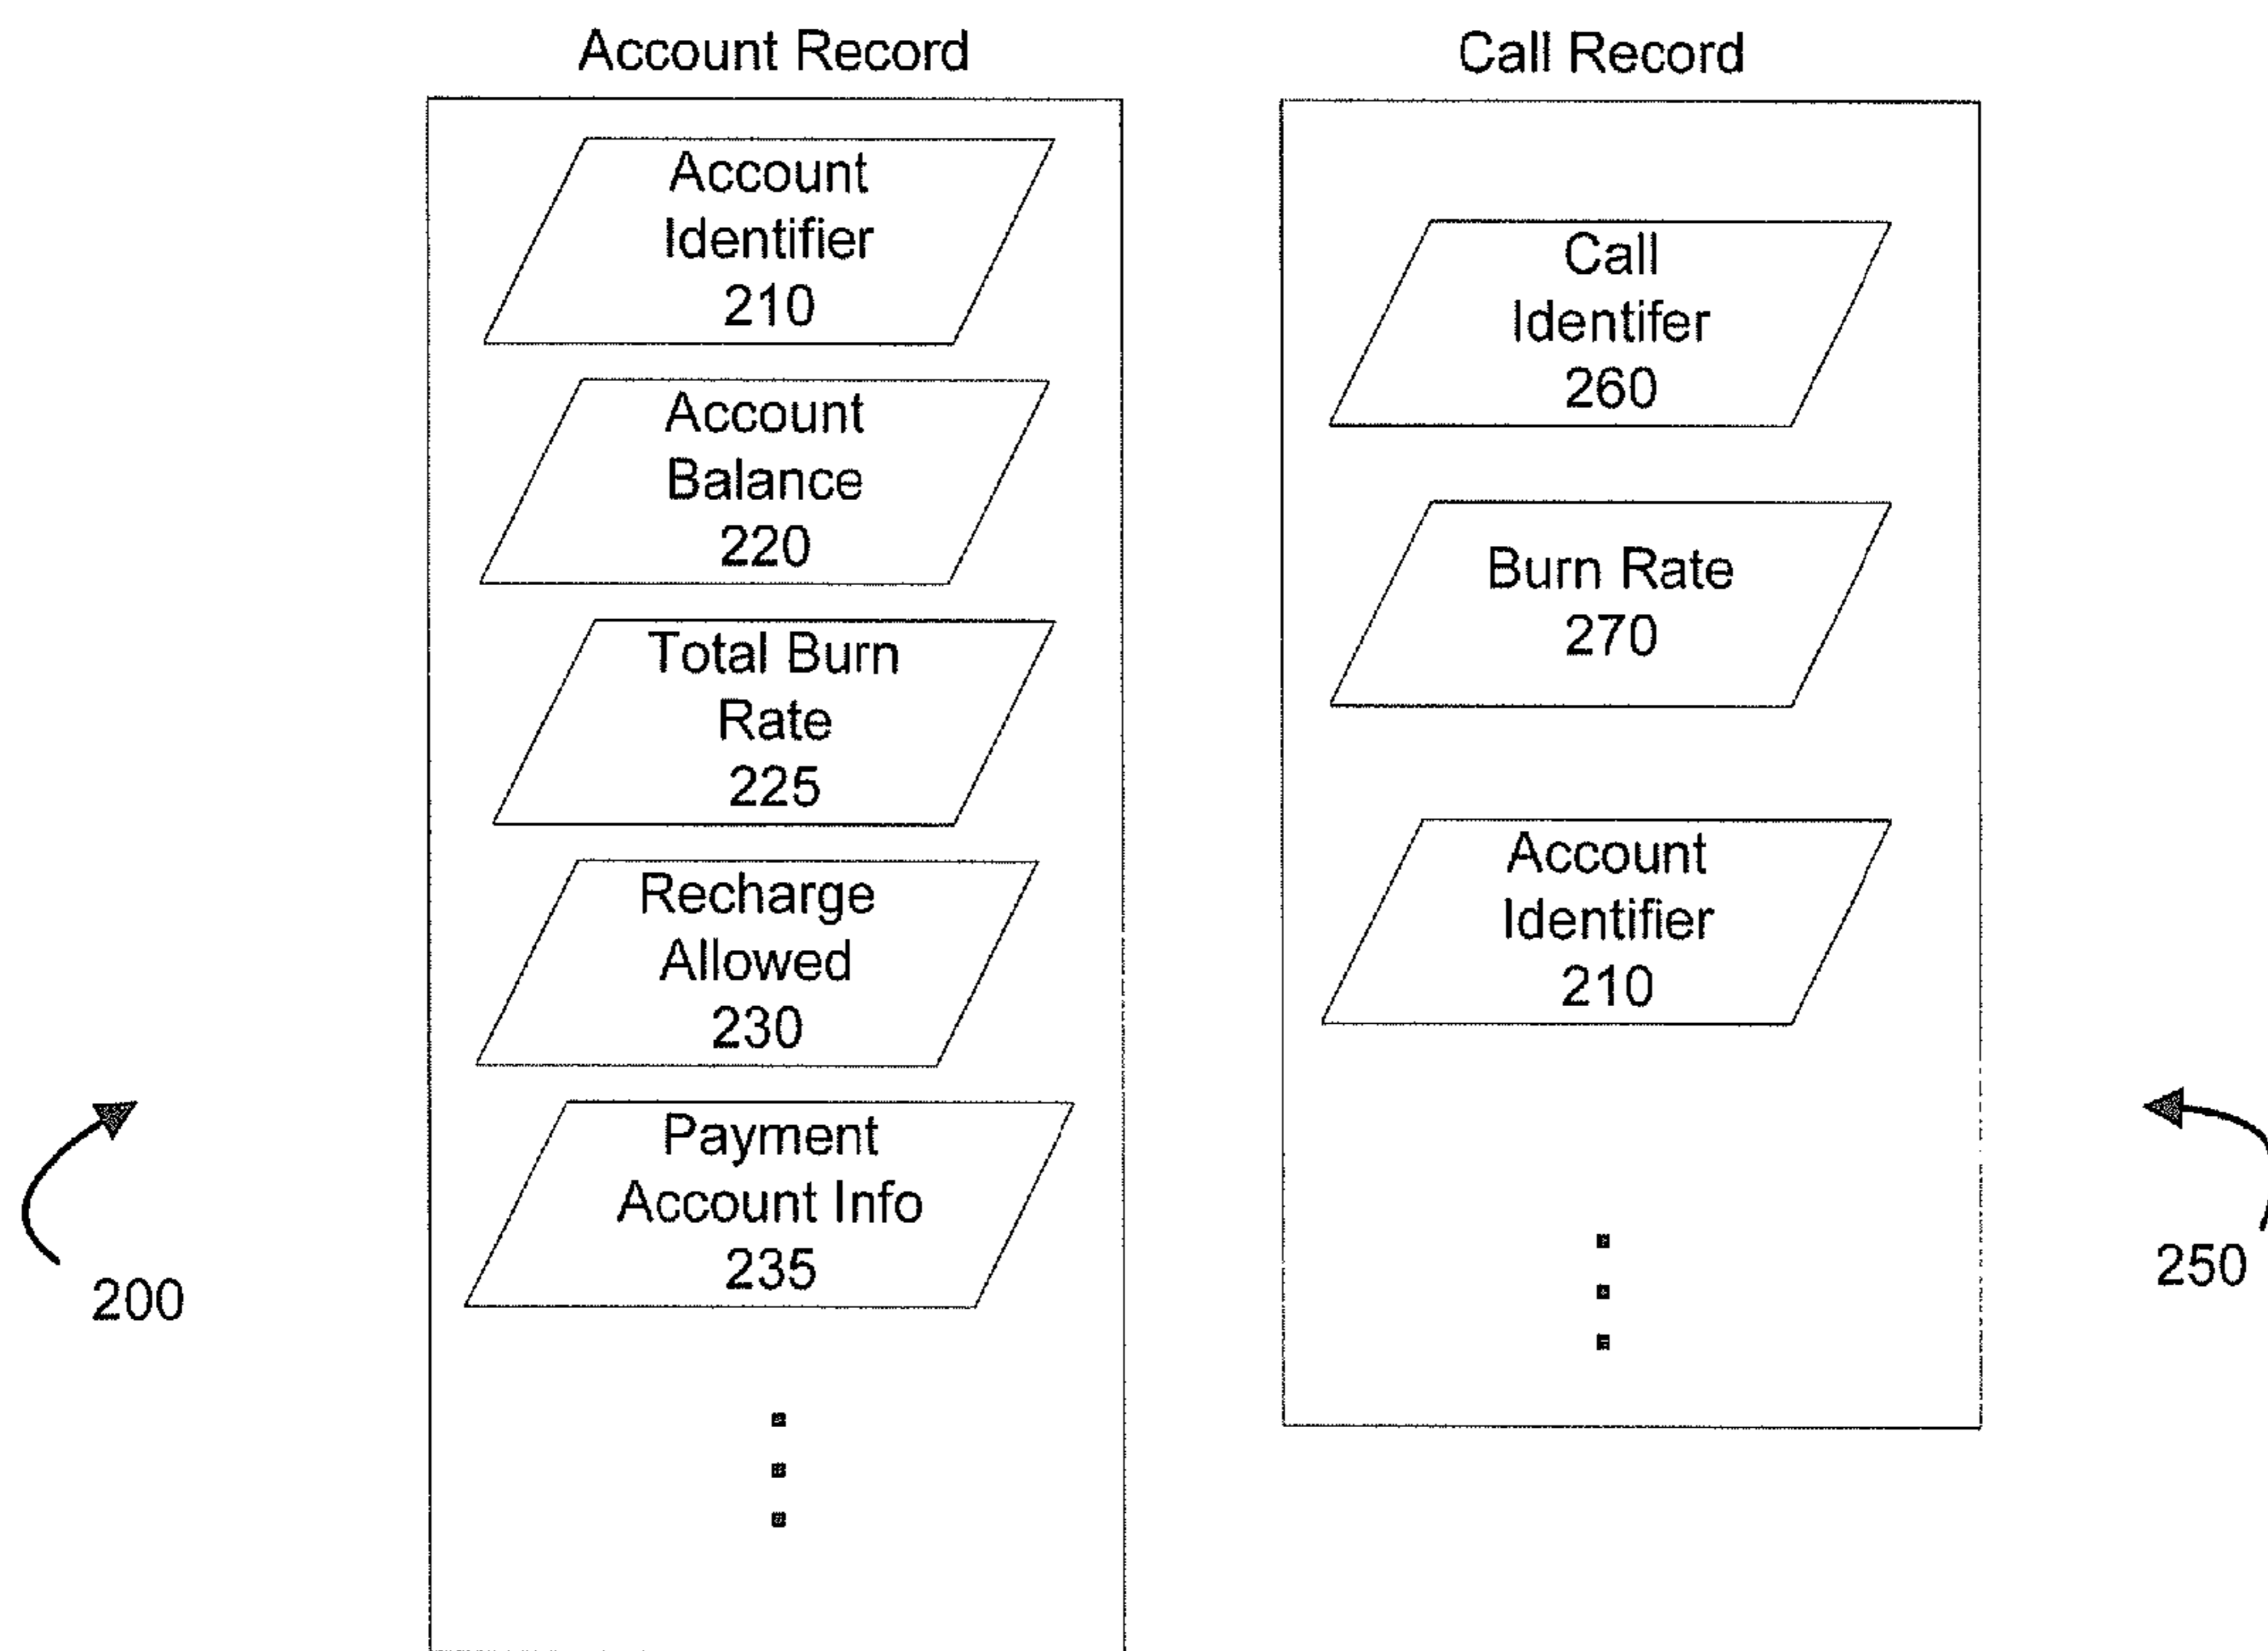 Account Record
Account
Identifier
210
Account
Balance
220
Total Burn
Rate
225
Recharge
Allowed
230
Payment
Account Info
235
200
Call Record
Call
Identifer
260
Burn Rate
270
Account
Identifier
210
250